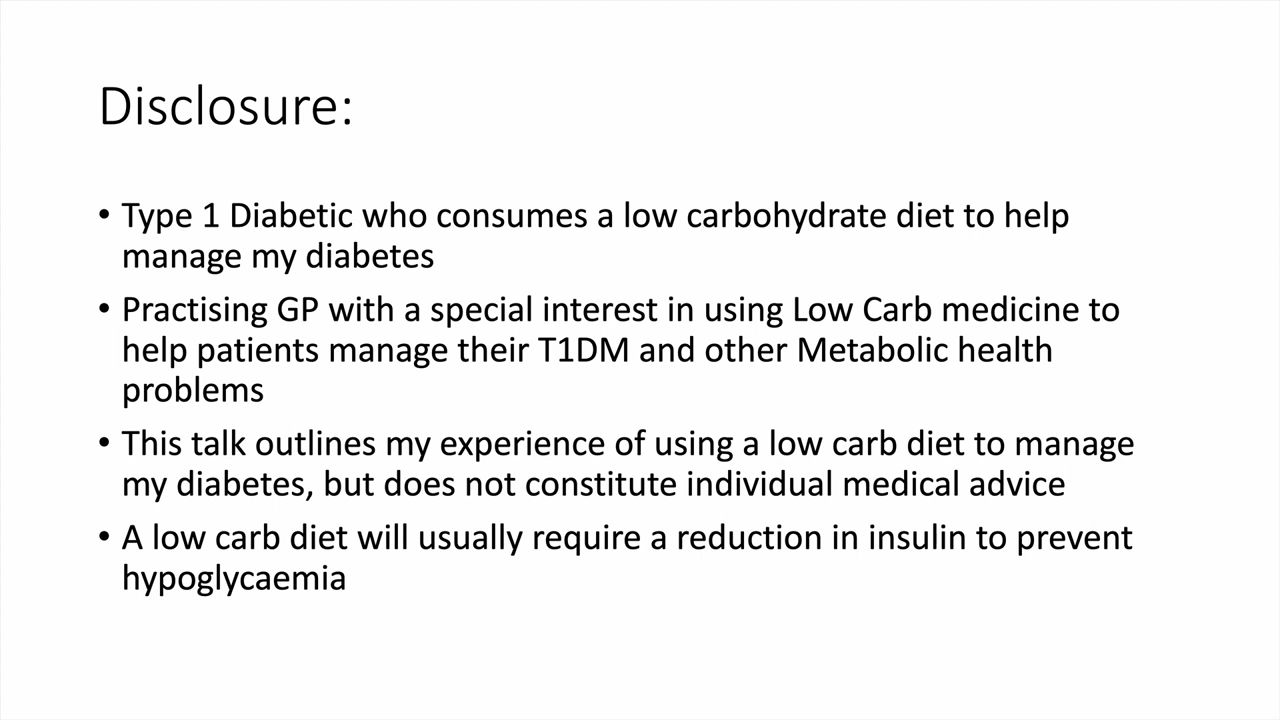 Disclosure:
• Type 1 Diabetic who consumes a low carbohydrate diet to help
manage my diabetes
• Practising GP with a special interest in using Low Carb medicine to
help patients manage their T1DM and other Metabolic health
problems
• This talk outlines my experience of using a low carb diet to manage
my diabetes, but does not constitute individual medical advice
• A low carb diet will usually require a reduction in insulin to prevent
hypoglycaemia